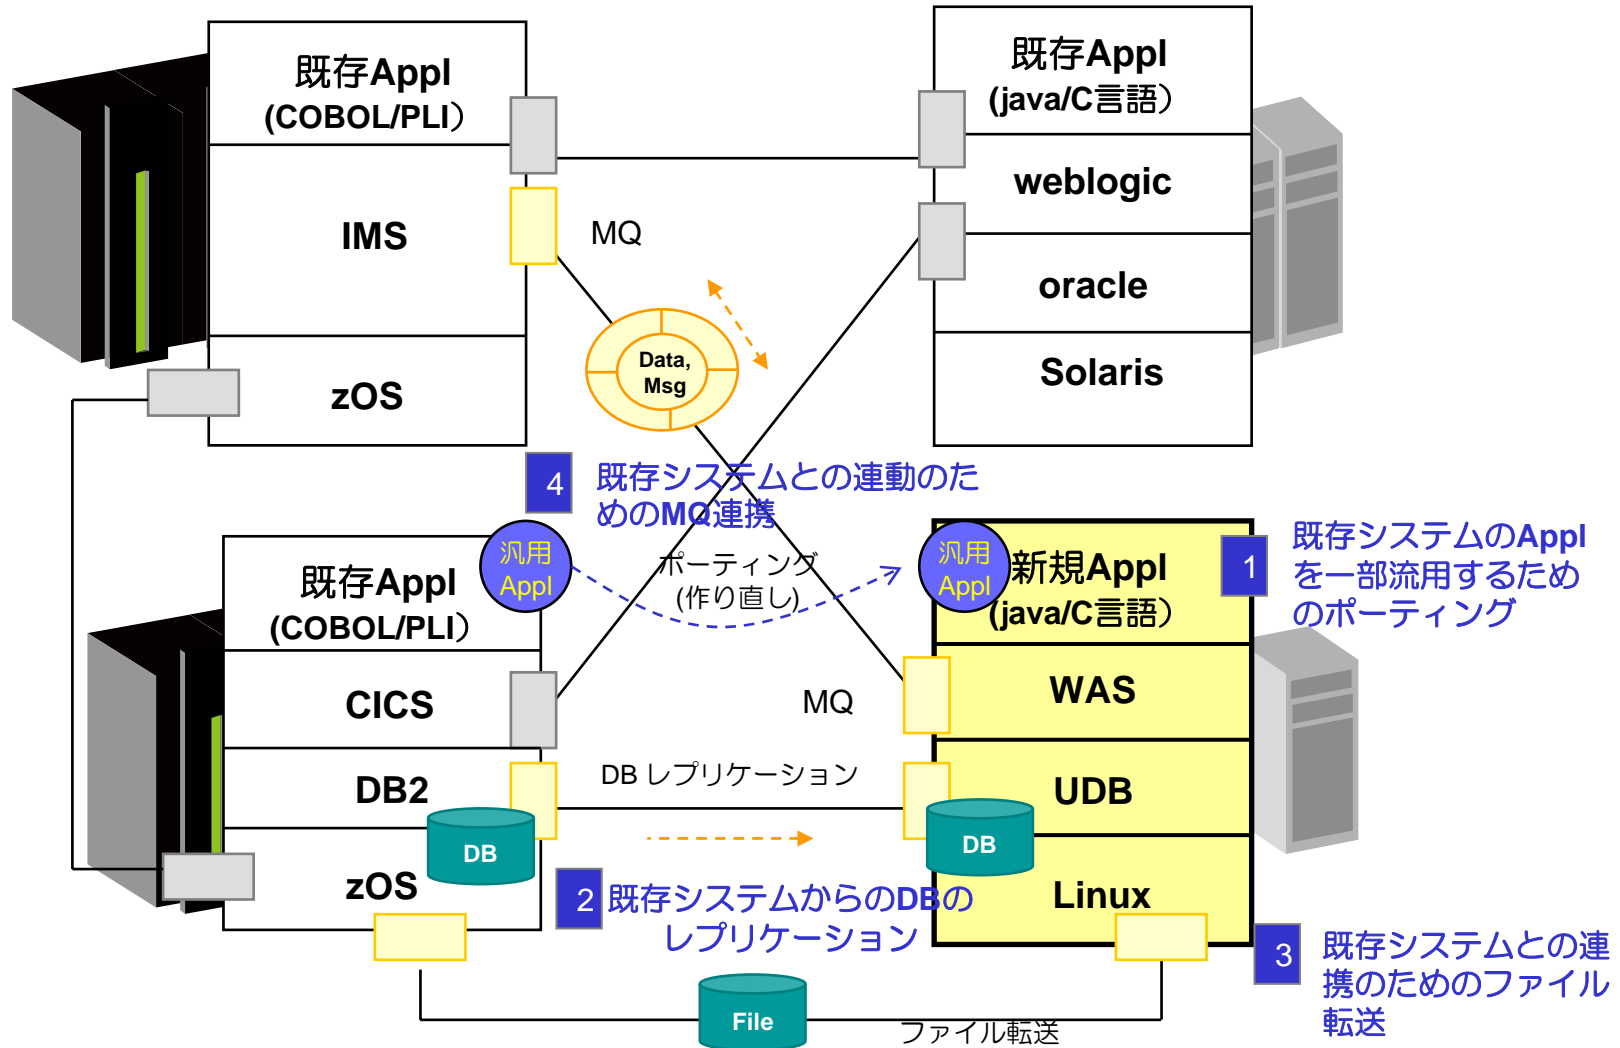 既存Appl
(COBOL/PLI）
IMS
zOS
既存Appl
(java/C言語）
weblogic
oracle
Solaris
MQ
Data,
Msg
4
既存システムとの連動のた
めのMQ連携
既存Appl
(COBOL/PLI）
CICS
DB2
zOS
汎用
Appl
ポーティング
(作り直し)
汎用
Appl
新規Appl
(java/C言語）
WAS
UDB
Linux
1
既存システムのAppl
を一部流用するため
のポーティング
MQ
DB レプリケーション
DB
DB
2
既存システムからのDBの
レプリケーション
3
既存システムとの連
携のためのファイル
転送
File
ファイル転送